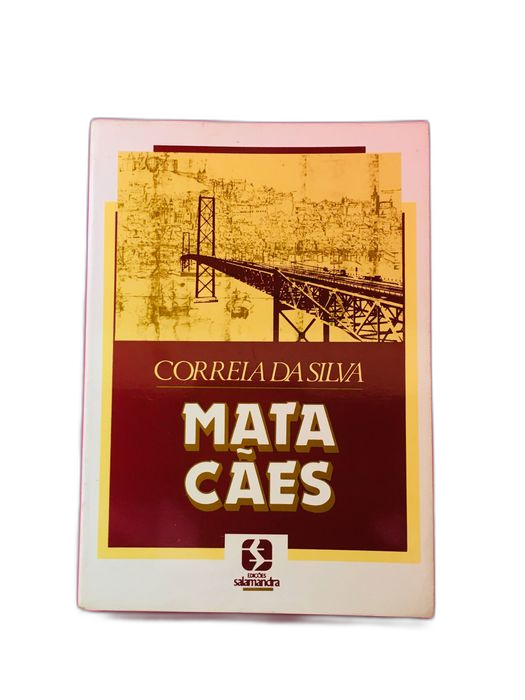 CORREIA DA SILVA
MATA
CÃES
EDIÇÕES
salamandra